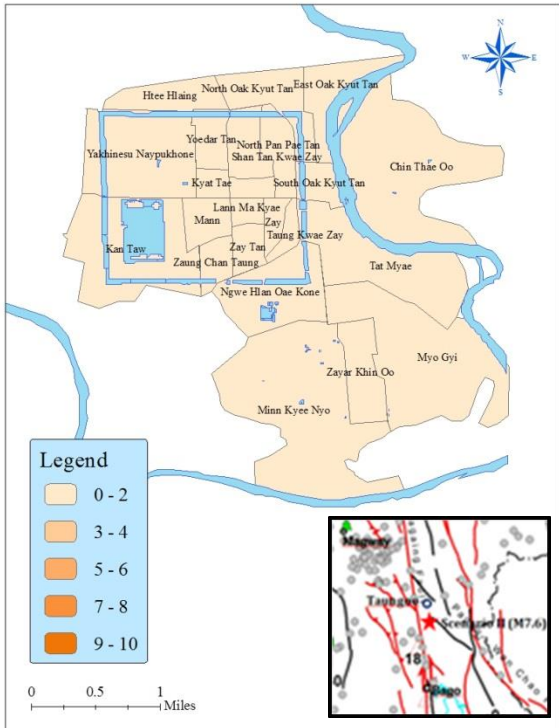 N
W E
S
North Oak Kyut Tan
East Oak Kyut Tan
Htee Hlaing
Yoedar Tan
North Pan Pae Tan
Yakhinesu Naypukhone
Shan Tan Kwae Zay
Chin Thae Oo
Kyat Tae
South Oak Kyut Tan
Lann Ma Kyae
Mann
Zay
Taung Kwae Zay
Kan Taw
Zay Tan
Zaung Chan Taung
Tat Myae
Ngwe Hlan Oae Kone
Myo Gyi
Zayar Khin Oo
Minn Kyee Nyo
Legend
0 - 2
3 - 4
5 - 6
7 - 8
9 - 10
0 0.5 1
Miles
Magway
Scenario II (M7.6)
18
Bago